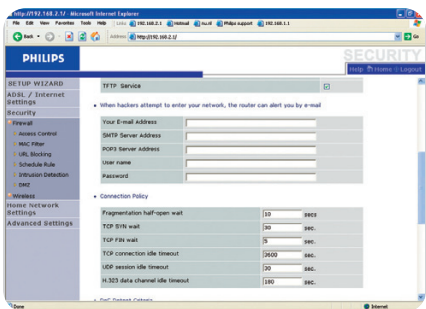 http://192.168.2.1/ - Microsoft Internet Explorer
File Edit View Favorites Tools Help Links 192.168.2.1 Hotmail Nu.nl Philips support 192.168.1.1
Back Address http://192.168.2.1/ Go
PHILIPS
SECURITY
Help Home Logout
SETUP WIZARD
ADSL / Internet Settings
Security
Firewall
Access Control
MAC Filter
URL Blocking
Schedule Rule
Intrusion Detection
DMZ
Wireless
Home Network Settings
Advanced Settings
TFTP Service
When hackers attempt to enter your network, the router can alert you by e-mail
Your E-mail Address
SMTP Server Address
POP3 Server Address
User name
Password
Connection Policy
Fragmentation half-open wait 10 secs
TCP SYN wait 30 sec.
TCP FIN wait 5 sec.
TCP connection idle timeout 3600 sec.
UDP session idle timeout 30 sec.
H.323 data channel idle timeout 180 sec.
DoS Detect Criteria
Done Internet